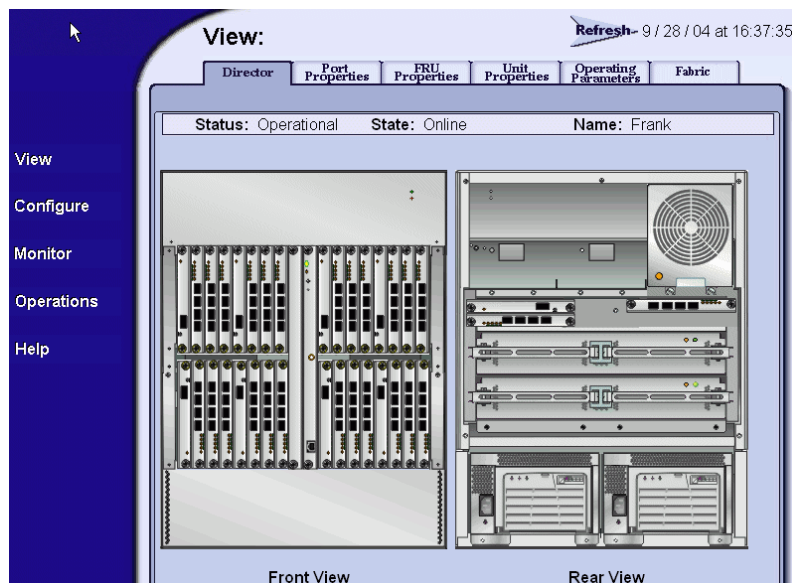 View:
Refresh - 9 / 28 / 04 at 16:37:35
Director
Port Properties
FRU Properties
Unit Properties
Operating Parameters
Fabric
Status: Operational State: Online Name: Frank
View
Configure
Monitor
Operations
Help
Front View Rear View